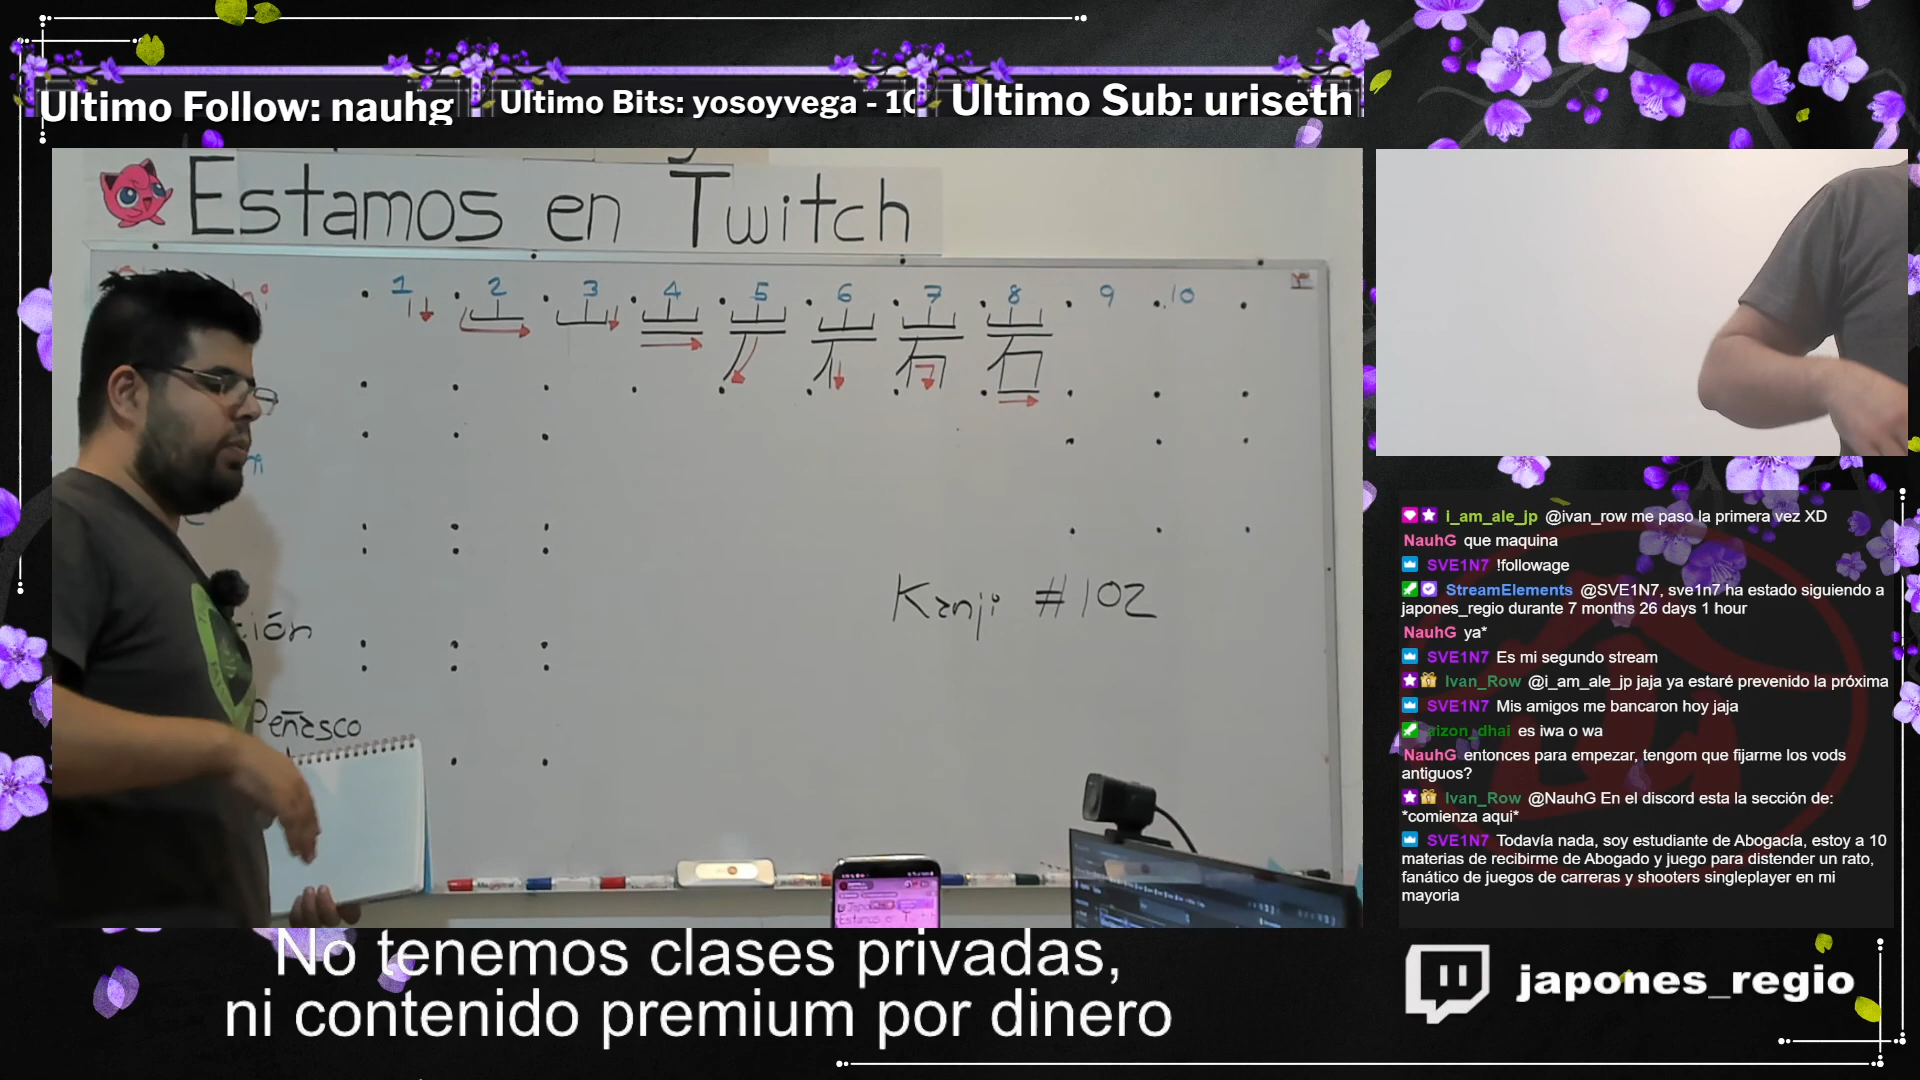 Ultimo Follow: nauhg
Ultimo Bits: yosoyvega - 10
Ultimo Sub: uriseth
Estamos en Twitch
1 2 3 4 5 6 7 8 9 10
ción
Peñasco
Kanji #102
i_am_ale_jp @ivan_row me paso la primera vez XD
NauhG que maquina
SVE1N7 !followage
StreamElements @SVE1N7, sve1n7 ha estado siguiendo a
japones_regio durante 7 months 26 days 1 hour
NauhG ya*
SVE1N7 Es mi segundo stream
Ivan_Row @i_am_ale_jp jaja ya estaré prevenido la próxima
SVE1N7 Mis amigos me bancaron hoy jaja
aizon_dhai es iwa o wa
NauhG entonces para empezar, tengom que fijarme los vods
antiguos?
Ivan_Row @NauhG En el discord esta la sección de:
*comienza aqui*
SVE1N7 Todavía nada, soy estudiante de Abogacía, estoy a 10
materias de recibirme de Abogado y juego para distender un rato,
fanático de juegos de carreras y shooters singleplayer en mi
mayoria
No tenemos clases privadas,
ni contenido premium por dinero
japones_regio